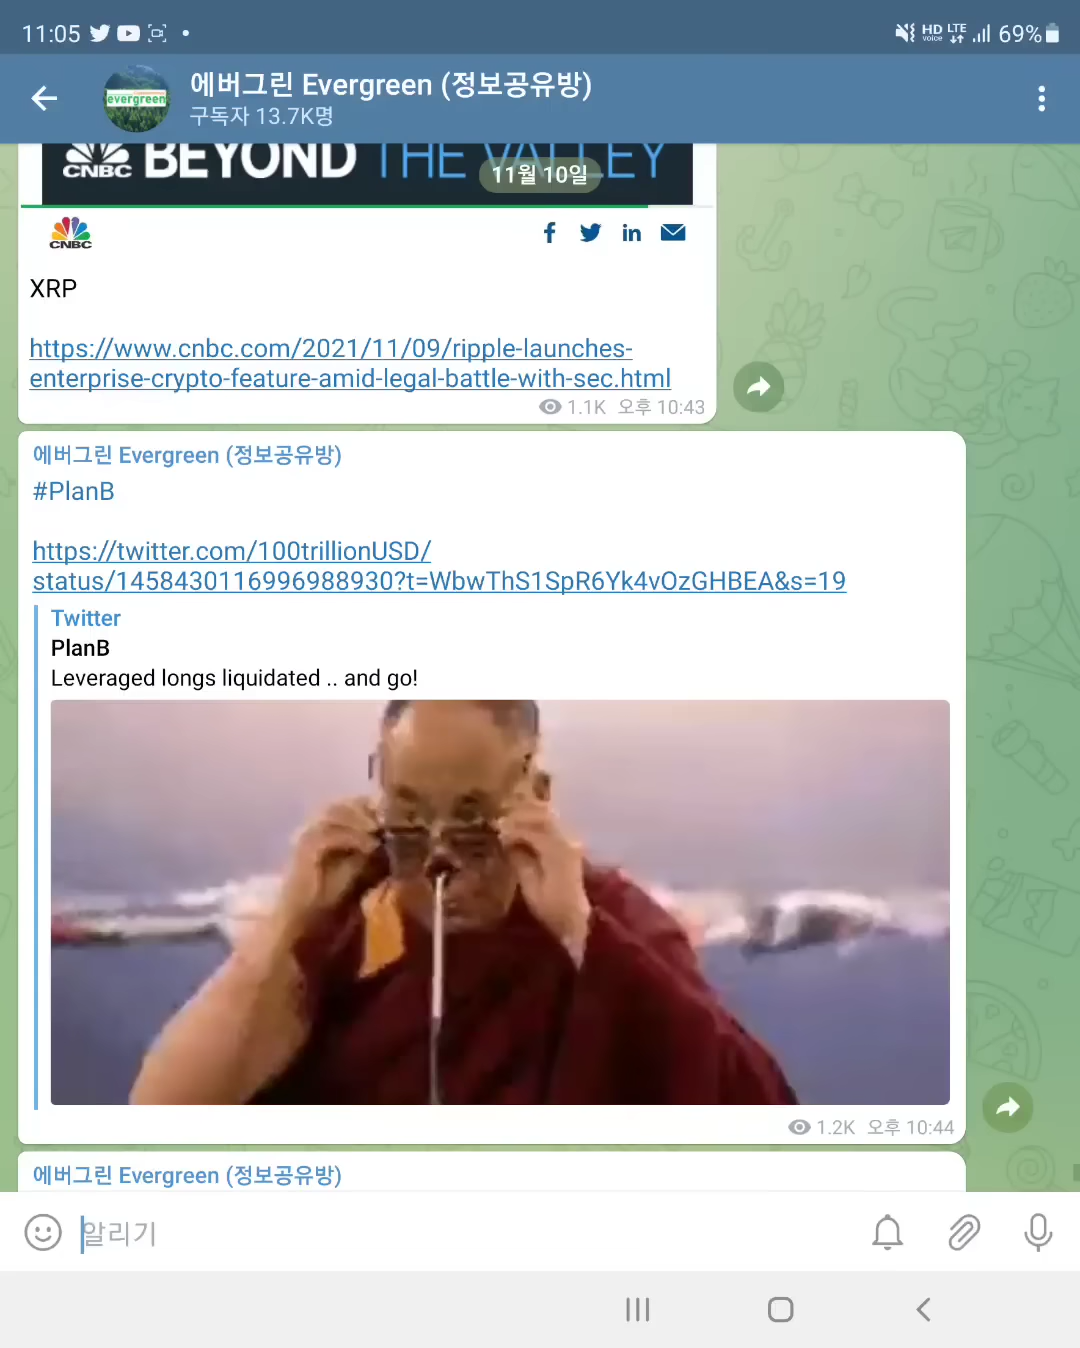 11:05
HD voice LTE 69%
에버그린 Evergreen (정보공유방)
구독자 13.7K명
evergreen
CNBC BEYOND THE VALLEY
11월 10일
CNBC
f in
XRP
https://www.cnbc.com/2021/11/09/ripple-launches-
enterprise-crypto-feature-amid-legal-battle-with-sec.html
1.1K 오후 10:43
에버그린 Evergreen (정보공유방)
#PlanB
https://twitter.com/100trillionUSD/
status/1458430116996988930?t=WbwThS1SpR6Yk4vOzGHBEA&s=19
Twitter
PlanB
Leveraged longs liquidated .. and go!
1.2K 오후 10:44
에버그린 Evergreen (정보공유방)
알리기